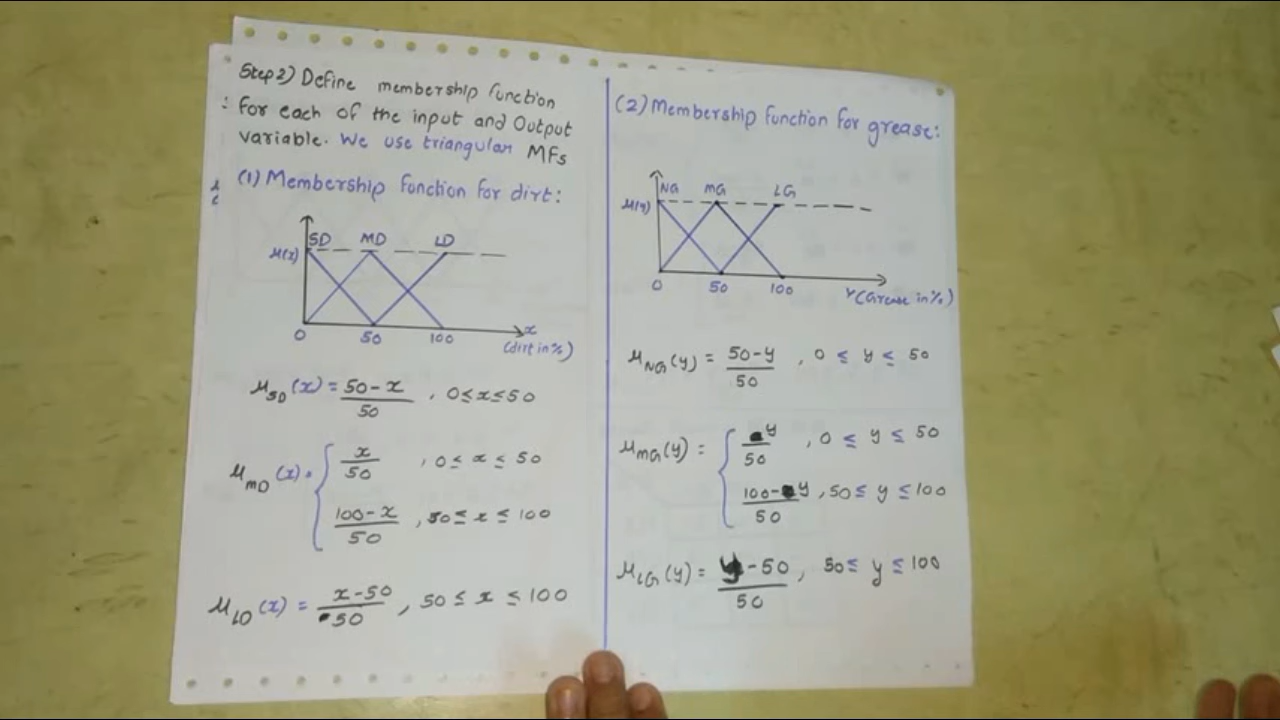 Step2) Define membership function
: For each of the input and Output
variable. We use triangular MFs
(1) Membership Function For dirt:
SD MD LD
μ(x)
0 50 100 x
(dirt in %)
μSD (x) = 50 - x / 50 , 0 ≤ x ≤ 50
μMD (x) = { x / 50 , 0 ≤ x ≤ 50
100 - x / 50 , 50 ≤ x ≤ 100
μLD (x) = x - 50 / 50 , 50 ≤ x ≤ 100
(2) Membership Function For grease:
NG MG LG
μ(y)
0 50 100 Y (Grease in %)
μNG (y) = 50 - y / 50 , 0 ≤ y ≤ 50
μMG (y) = { y / 50 , 0 ≤ y ≤ 50
100 - y / 50 , 50 ≤ y ≤ 100
μLG (y) = y - 50 / 50 , 50 ≤ y ≤ 100